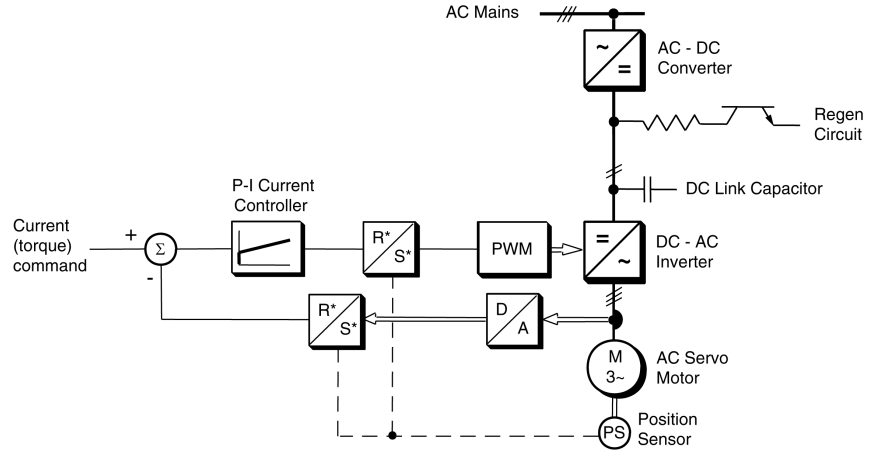 AC Mains
~
=
AC - DC
Converter
Regen
Circuit
DC Link Capacitor
P-I Current
Controller
Current
(torque)
command
+
-
Σ
R*
S*
PWM
=
~
DC - AC
Inverter
R*
S*
D
A
M
3~
AC Servo
Motor
PS
Position
Sensor